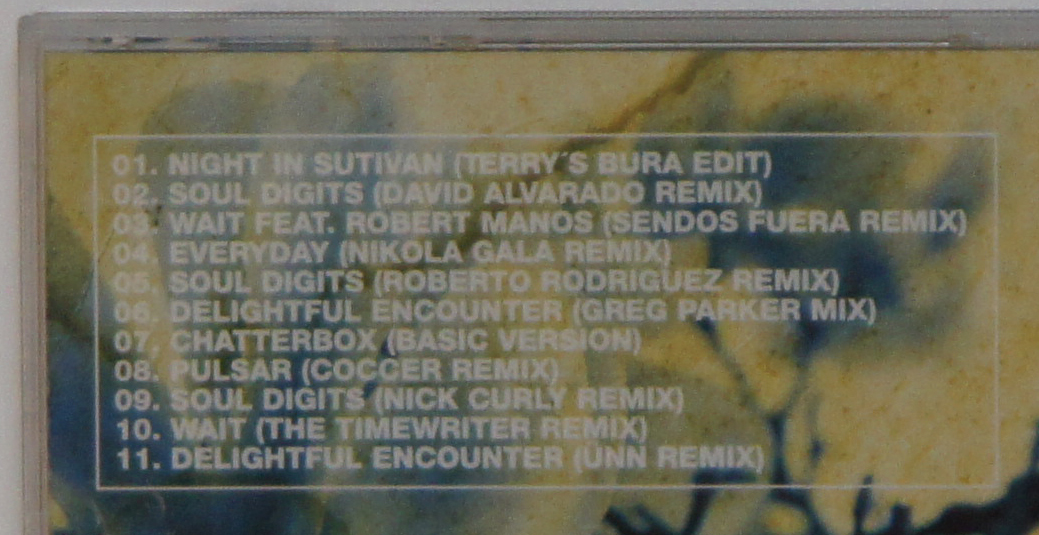 01. NIGHT IN SUTIVAN (TERRY´S BURA EDIT)
02. SOUL DIGITS (DAVID ALVARADO REMIX)
03. WAIT FEAT. ROBERT MANOS (SENDOS FUERA REMIX)
04. EVERYDAY (NIKOLA GALA REMIX)
05. SOUL DIGITS (ROBERTO RODRIGUEZ REMIX)
06. DELIGHTFUL ENCOUNTER (GREG PARKER MIX)
07, CHATTERBOX (BASIC VERSION)
08. PULSAR (COCCER REMIX)
09. SOUL DIGITS (NICK CURLY REMIX)
10. WAIT (THE TIMEWRITER REMIX)
11. DELIGHTFUL ENCOUNTER (UNN REMIX)